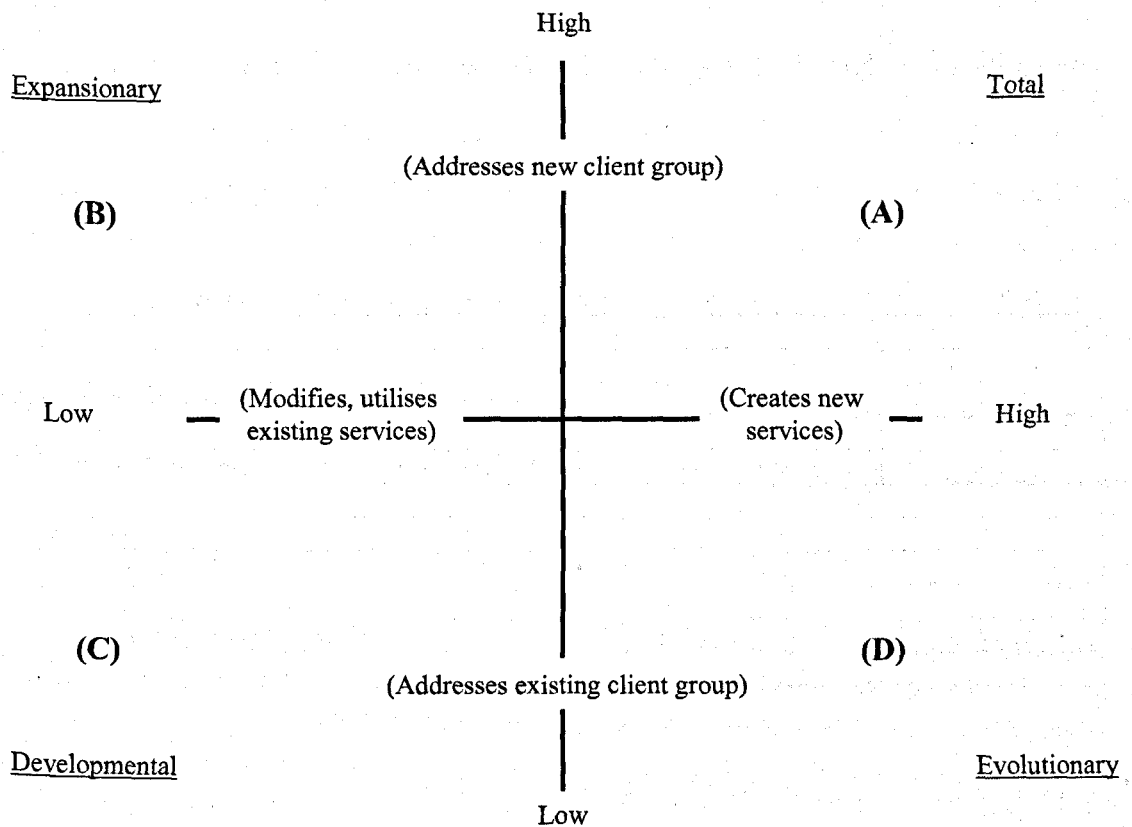 High
Expansionary
Total
(Addresses new client group)
(B)
(A)
Low
(Modifies, utilises
existing services)
(Creates new
services)
High
(C)
(D)
(Addresses existing client group)
Developmental
Evolutionary
Low